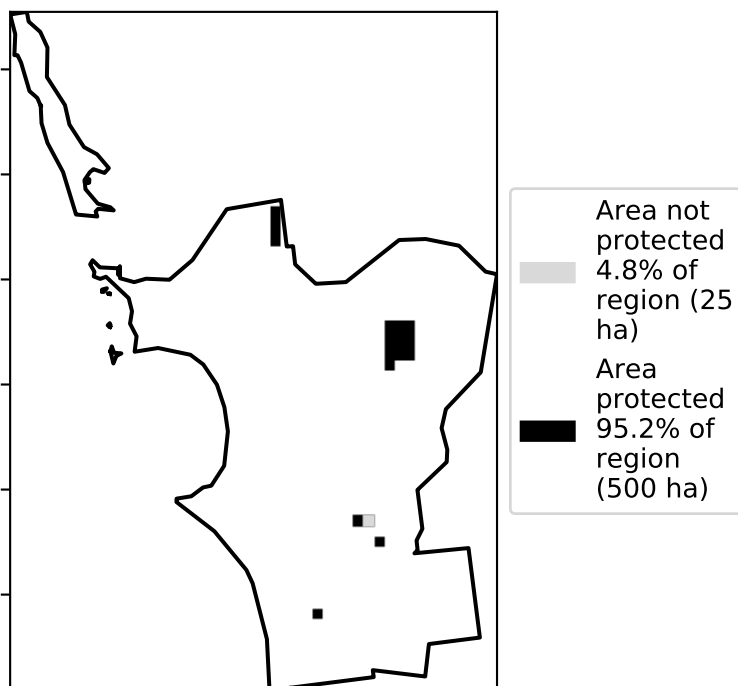 Area not
protected
4.8% of
region (25
ha)
Area
protected
95.2% of
region
(500 ha)